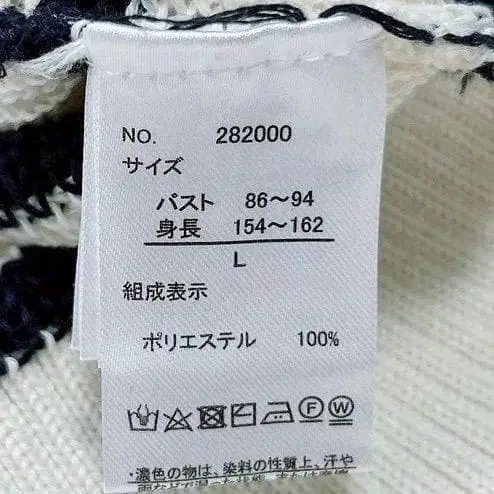 NO. 282000
サイズ
バスト 86〜94
身長 154〜162
L
組成表示
ポリエステル 100%
F W
・濃色の物は、染料の性質上、汗や